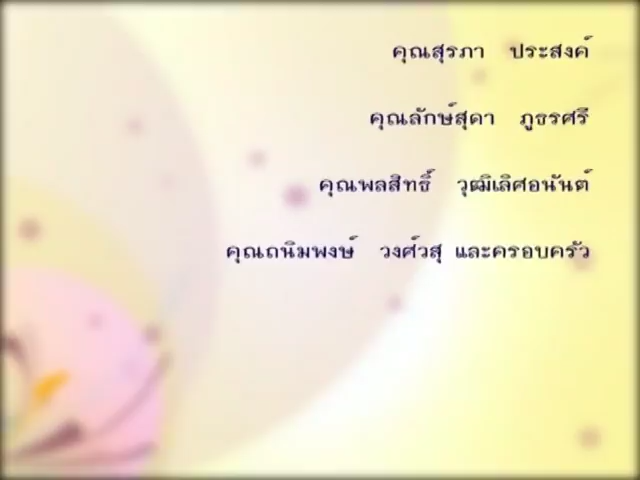 คุณสุรภา ประสงค์
คุณลักษ์สุดา ภูธรศรี
คุณพลสิทธิ์ วุฒิเลิศอนันต์
คุณถนิมพงษ์ วงศ์วสุ และครอบครัว